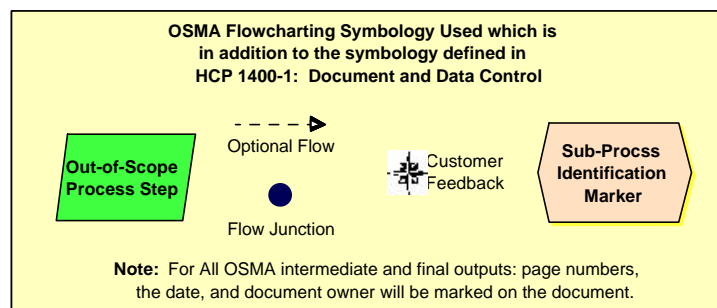 OSMA Flowcharting Symbology Used which is
in addition to the symbology defined in
HCP 1400-1: Document and Data Control
Out-of-Scope
Process Step
Optional Flow
Flow Junction
Customer
Feedback
Sub-Procss
Identification
Marker
Note: For All OSMA intermediate and final outputs: page numbers,
the date, and document owner will be marked on the document.